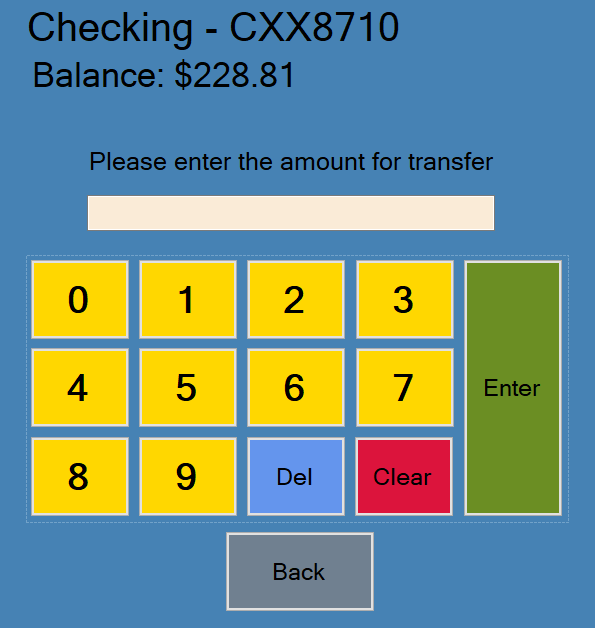 Checking - CXX8710
Balance: $228.81
Please enter the amount for transfer
0 1 2 3
4 5 6 7 Enter
8 9 Del Clear
Back